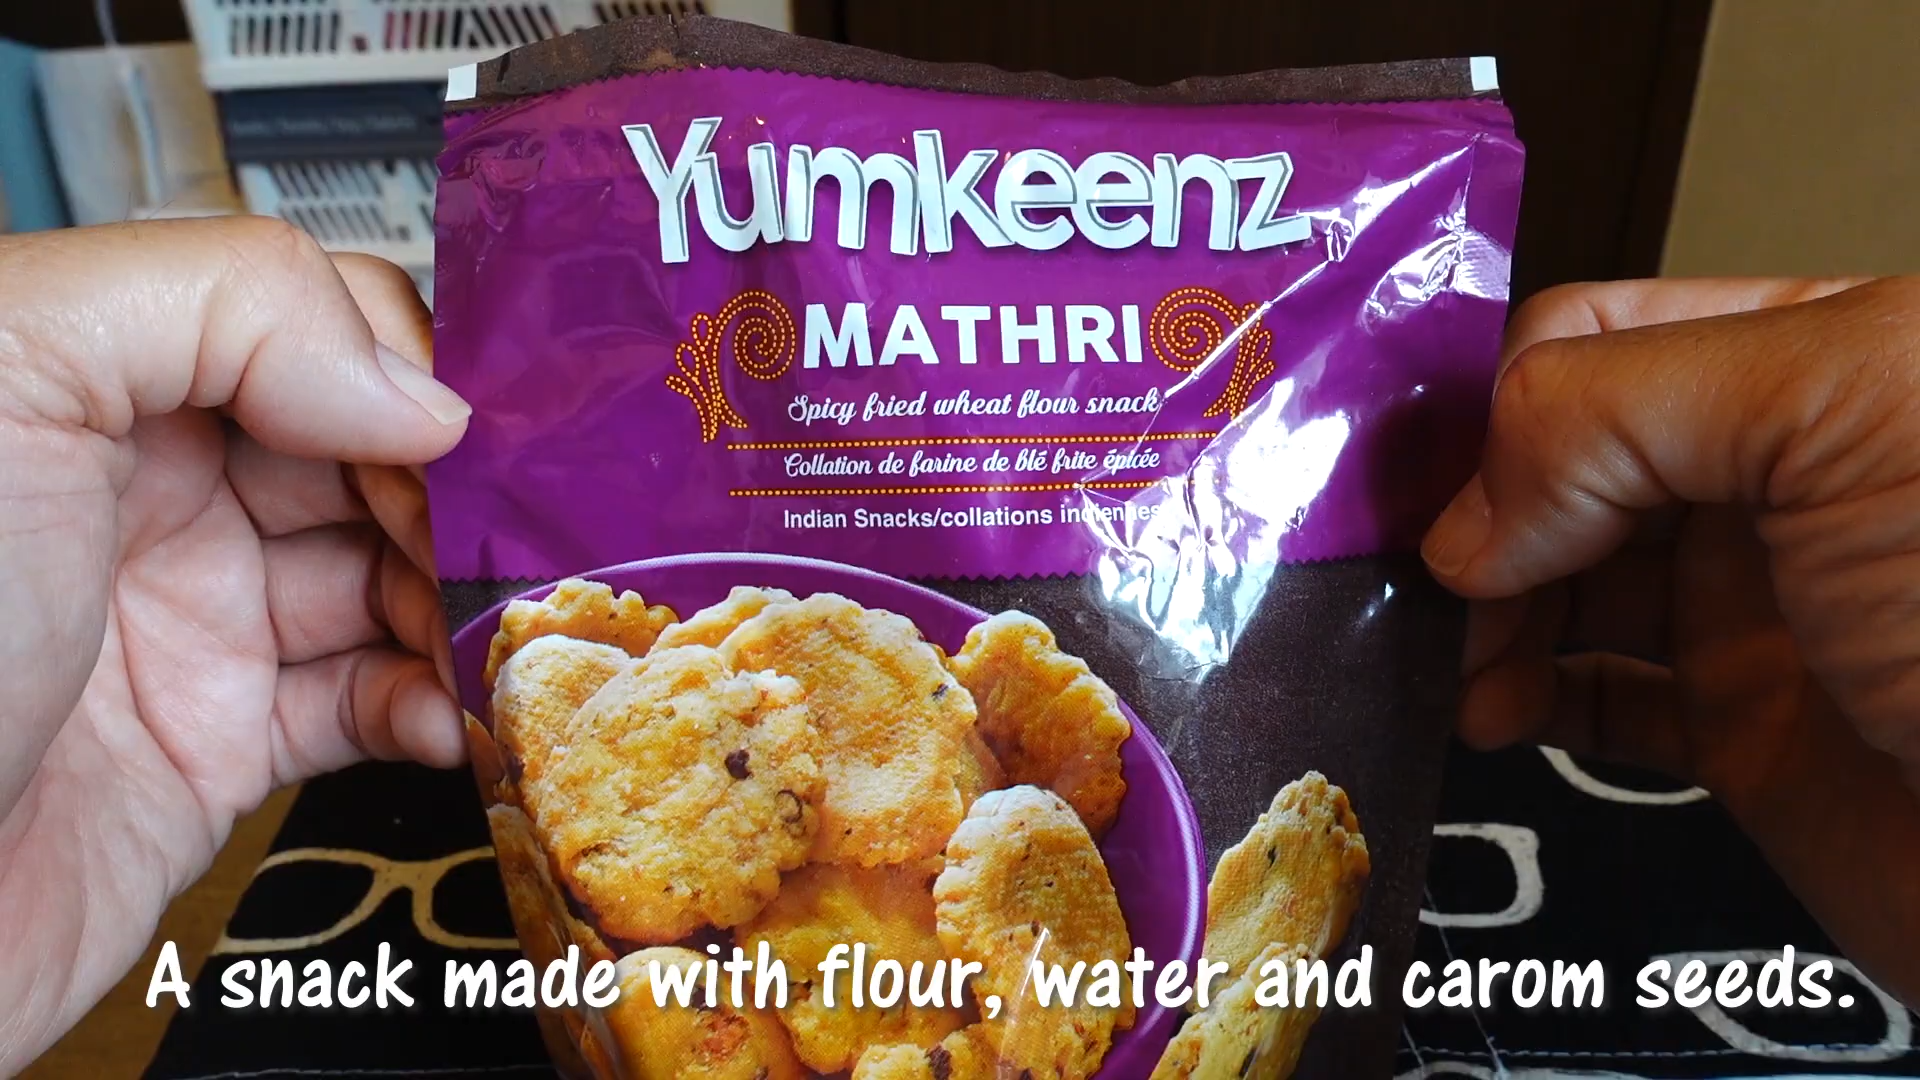 Yumkeenz
MATHRI
Spicy fried wheat flour snack
Collation de farine de blé frite épicée
Indian Snacks/collations indiennes
A snack made with flour, water and carom seeds.